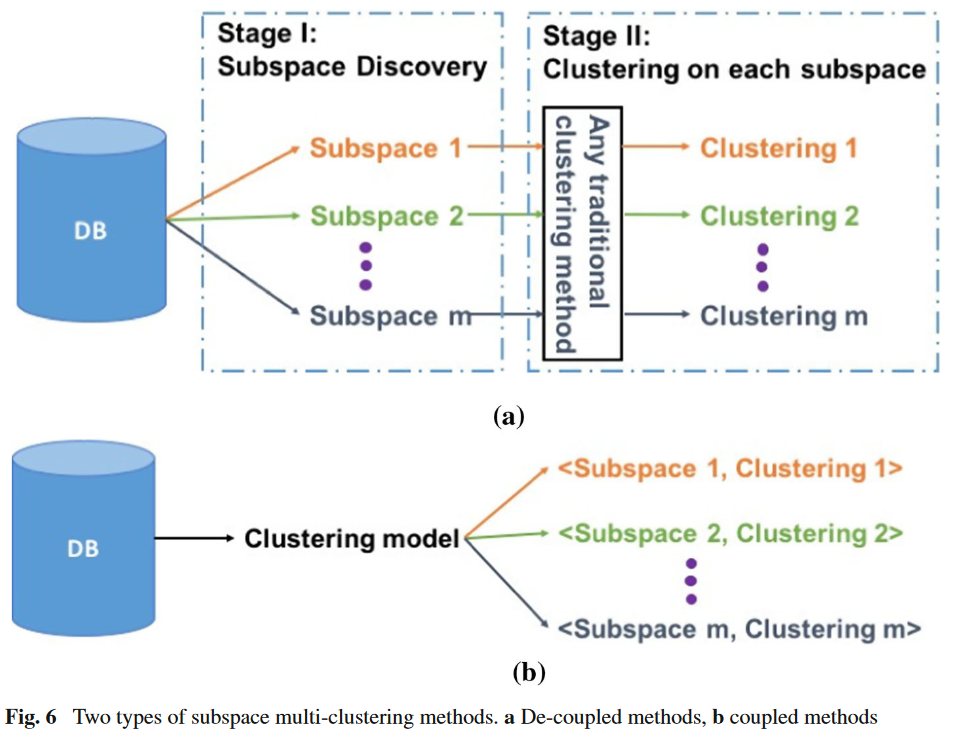 Stage I:
Subspace Discovery
Stage II:
Clustering on each subspace
DB
Subspace 1
Subspace 2
Subspace m
Any traditional
clustering method
Clustering 1
Clustering 2
Clustering m
(a)
DB
Clustering model
<Subspace 1, Clustering 1>
<Subspace 2, Clustering 2>
<Subspace m, Clustering m>
(b)
Fig. 6 Two types of subspace multi-clustering methods. a De-coupled methods, b coupled methods